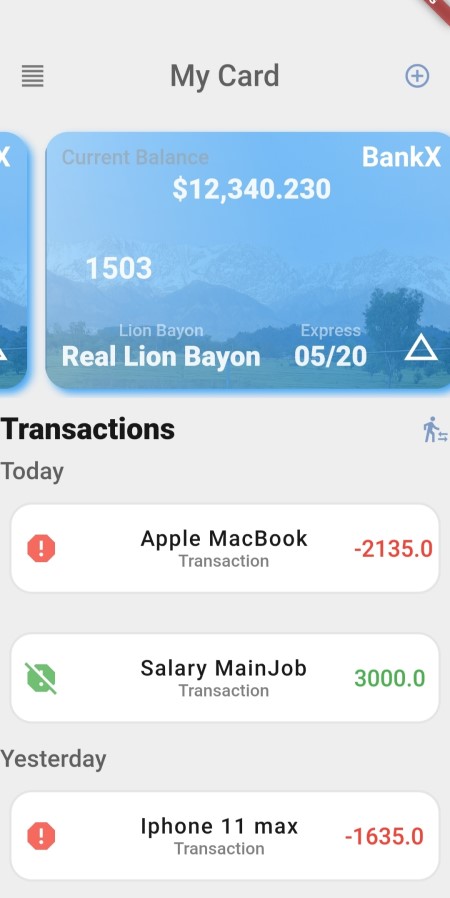 My Card
X
Current Balance
BankX
$12,340.230
1503
Lion Bayon
Express
Real Lion Bayon
05/20
Transactions
Today
Apple MacBook
Transaction
-2135.0
Salary MainJob
Transaction
3000.0
Yesterday
Iphone 11 max
Transaction
-1635.0